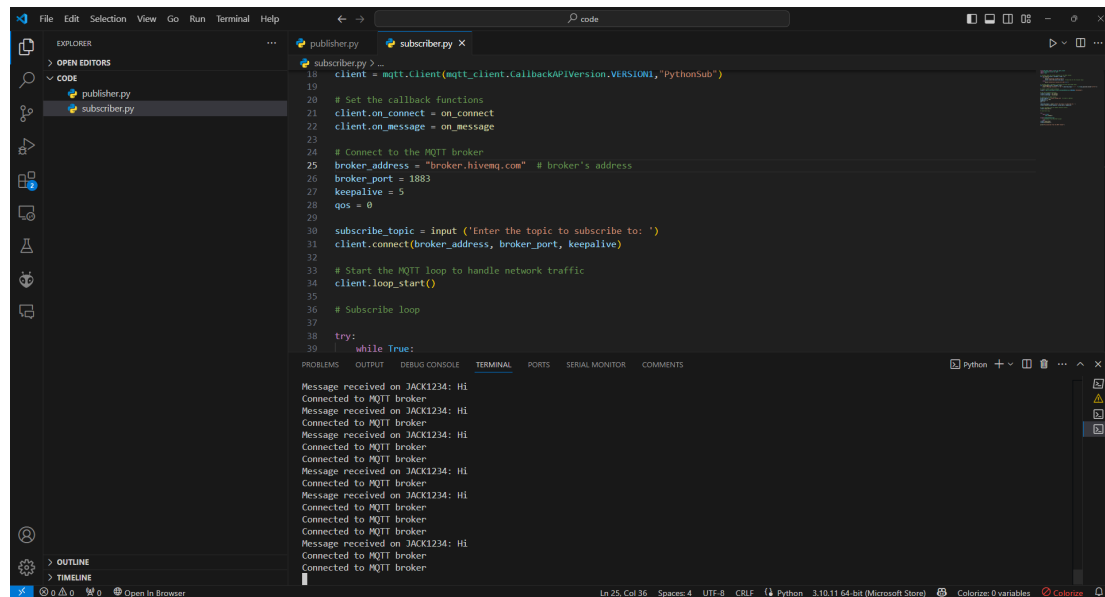 File Edit Selection View Go Run Terminal Help
code
EXPLORER
OPEN EDITORS
CODE
publisher.py
subscriber.py
OUTLINE
TIMELINE
publisher.py subscriber.py
subscriber.py > ...
18 client = mqtt.Client(mqtt_client.CallbackAPIVersion.VERSION1,"PythonSub")
19
20 # Set the callback functions
21 client.on_connect = on_connect
22 client.on_message = on_message
23
24 # Connect to the MQTT broker
25 broker_address = "broker.hivemq.com" # broker's address
26 broker_port = 1883
27 keepalive = 5
28 qos = 0
29
30 subscribe_topic = input ('Enter the topic to subscribe to: ')
31 client.connect(broker_address, broker_port, keepalive)
32
33 # Start the MQTT loop to handle network traffic
34 client.loop_start()
35
36 # Subscribe loop
37
38 try:
39 while True:
PROBLEMS OUTPUT DEBUG CONSOLE TERMINAL PORTS SERIAL MONITOR COMMENTS
Python
Message received on JACK1234: Hi
Connected to MQTT broker
Message received on JACK1234: Hi
Connected to MQTT broker
Message received on JACK1234: Hi
Connected to MQTT broker
Connected to MQTT broker
Message received on JACK1234: Hi
Connected to MQTT broker
Message received on JACK1234: Hi
Connected to MQTT broker
Connected to MQTT broker
Connected to MQTT broker
Message received on JACK1234: Hi
Connected to MQTT broker
Connected to MQTT broker
2
0 0 0 Open In Browser
Ln 25, Col 36 Spaces: 4 UTF-8 CRLF Python 3.10.11 64-bit (Microsoft Store) Colorize: 0 variables Colorize